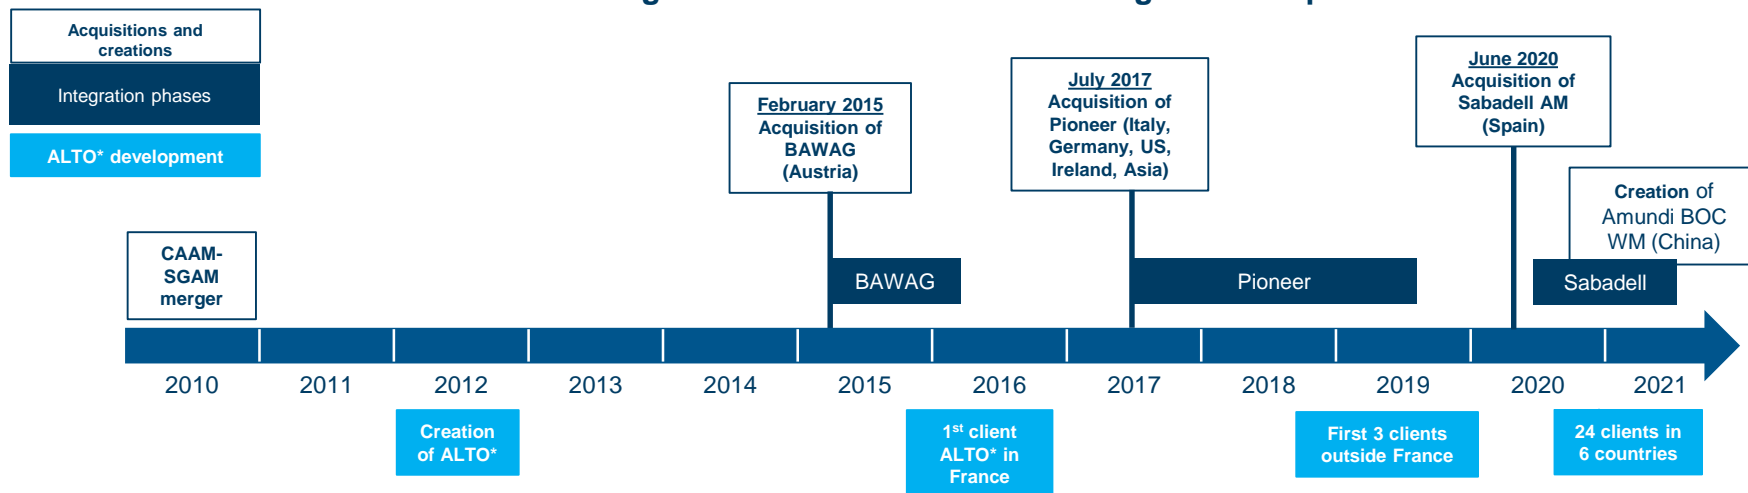 Acquisitions and
creations
Integration phases
ALTO* development
February 2015
Acquisition of
BAWAG
(Austria)
July 2017
Acquisition of
Pioneer (Italy,
Germany, US,
Ireland, Asia)
June 2020
Acquisition of
Sabadell AM
(Spain)
Creation of
Amundi BOC
WM (China)
CAAM-
SGAM
merger
BAWAG
Pioneer
Sabadell
2010 2011 2012 2013 2014 2015 2016 2017 2018 2019 2020 2021
Creation
of ALTO*
1st client
ALTO* in
France
First 3 clients
outside France
24 clients in
6 countries